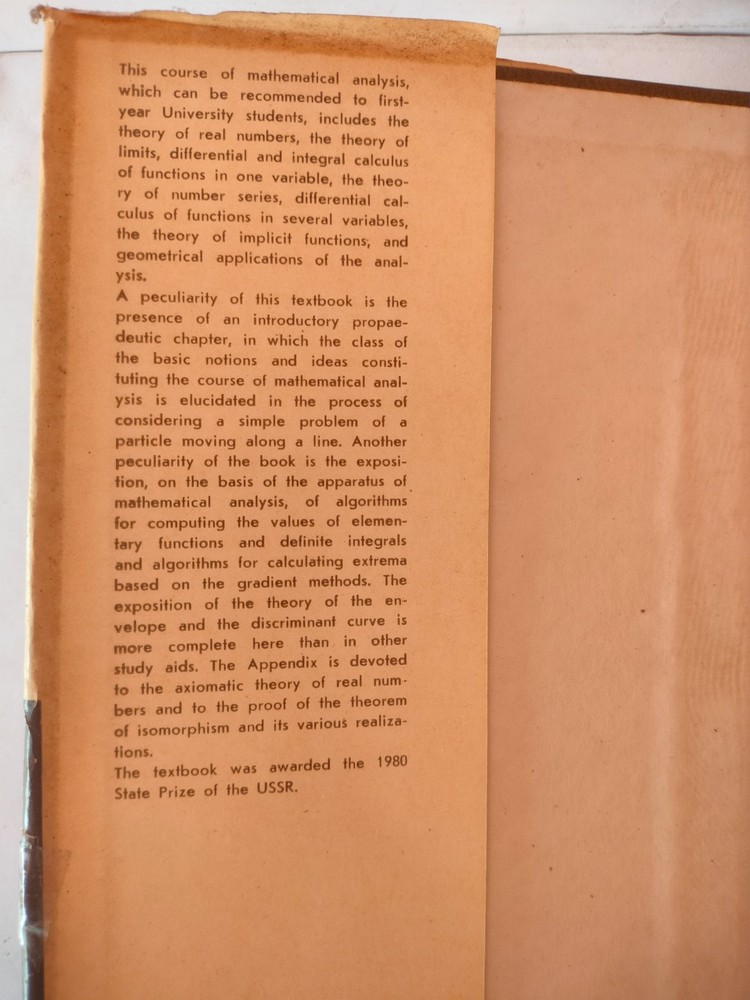 This course of mathematical analysis,
which can be recommended to first-
year University students, includes the
theory of real numbers, the theory of
limits, differential and integral calculus
of functions in one variable, the theo-
ry of number series, differential cal-
culus of functions in several variables,
the theory of implicit functions, and
geometrical applications of the anal-
ysis.
A peculiarity of this textbook is the
presence of an introductory propae-
deutic chapter, in which the class of
the basic notions and ideas consti-
tuting the course of mathematical anal-
ysis is elucidated in the process of
considering a simple problem of a
particle moving along a line. Another
peculiarity of the book is the exposi-
tion, on the basis of the apparatus of
mathematical analysis, of algorithms
for computing the values of elemen-
tary functions and definite integrals
and algorithms for calculating extrema
based on the gradient methods. The
exposition of the theory of the en-
velope and the discriminant curve is
more complete here than in other
study aids. The Appendix is devoted
to the axiomatic theory of real num-
bers and to the proof of the theorem
of isomorphism and its various realiza-
tions.
The textbook was awarded the 1980
State Prize of the USSR.